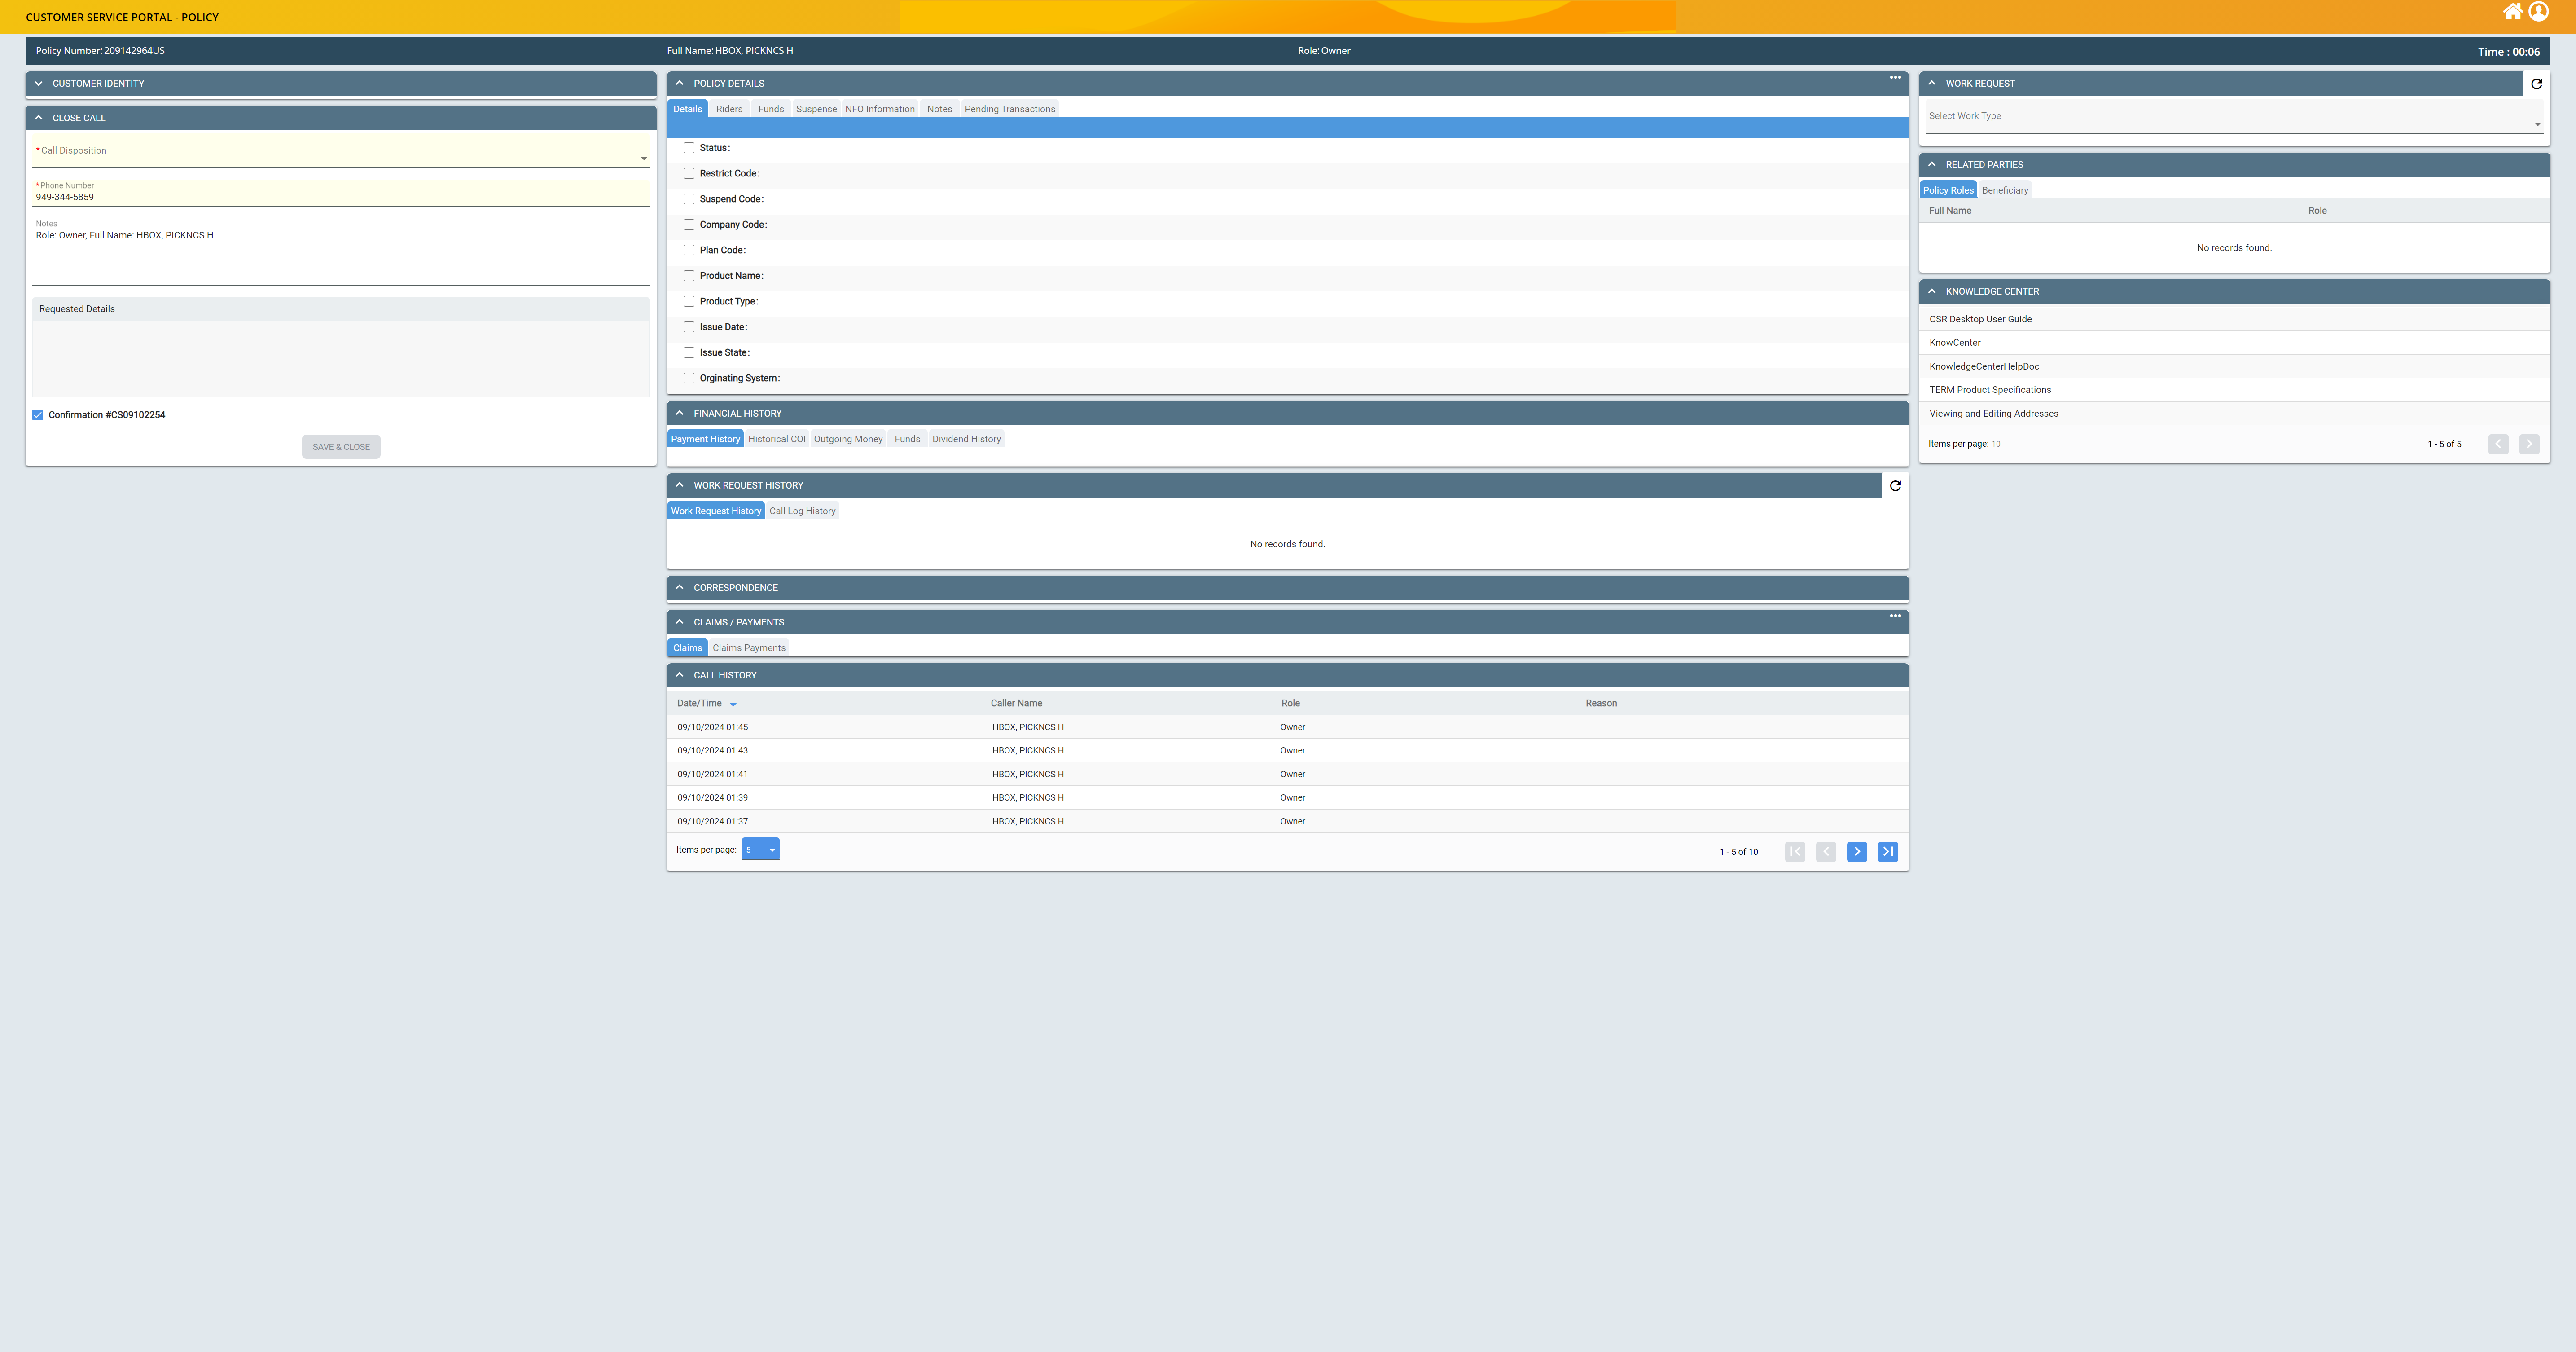 CUSTOMER SERVICE PORTAL - POLICY
Policy Number: 209142964US
Full Name: HBOX, PICKNCS H
Role: Owner
Time : 00:06
CUSTOMER IDENTITY
CLOSE CALL
* Call Disposition
* Phone Number
949-344-5859
Notes
Role: Owner, Full Name: HBOX, PICKNCS H
Requested Details
Confirmation #CS09102254
SAVE & CLOSE
POLICY DETAILS
Details Riders Funds Suspense NFO Information Notes Pending Transactions
Status:
Restrict Code:
Suspend Code:
Company Code:
Plan Code:
Product Name:
Product Type:
Issue Date:
Issue State:
Orginating System:
FINANCIAL HISTORY
Payment History Historical COI Outgoing Money Funds Dividend History
WORK REQUEST HISTORY
Work Request History Call Log History
No records found.
CORRESPONDENCE
CLAIMS / PAYMENTS
Claims Claims Payments
CALL HISTORY
Date/Time Caller Name Role Reason
09/10/2024 01:45 HBOX, PICKNCS H Owner
09/10/2024 01:43 HBOX, PICKNCS H Owner
09/10/2024 01:41 HBOX, PICKNCS H Owner
09/10/2024 01:39 HBOX, PICKNCS H Owner
09/10/2024 01:37 HBOX, PICKNCS H Owner
Items per page: 5 1 - 5 of 10
WORK REQUEST
Select Work Type
RELATED PARTIES
Policy Roles Beneficiary
Full Name Role
No records found.
KNOWLEDGE CENTER
CSR Desktop User Guide
KnowCenter
KnowledgeCenterHelpDoc
TERM Product Specifications
Viewing and Editing Addresses
Items per page: 10 1 - 5 of 5